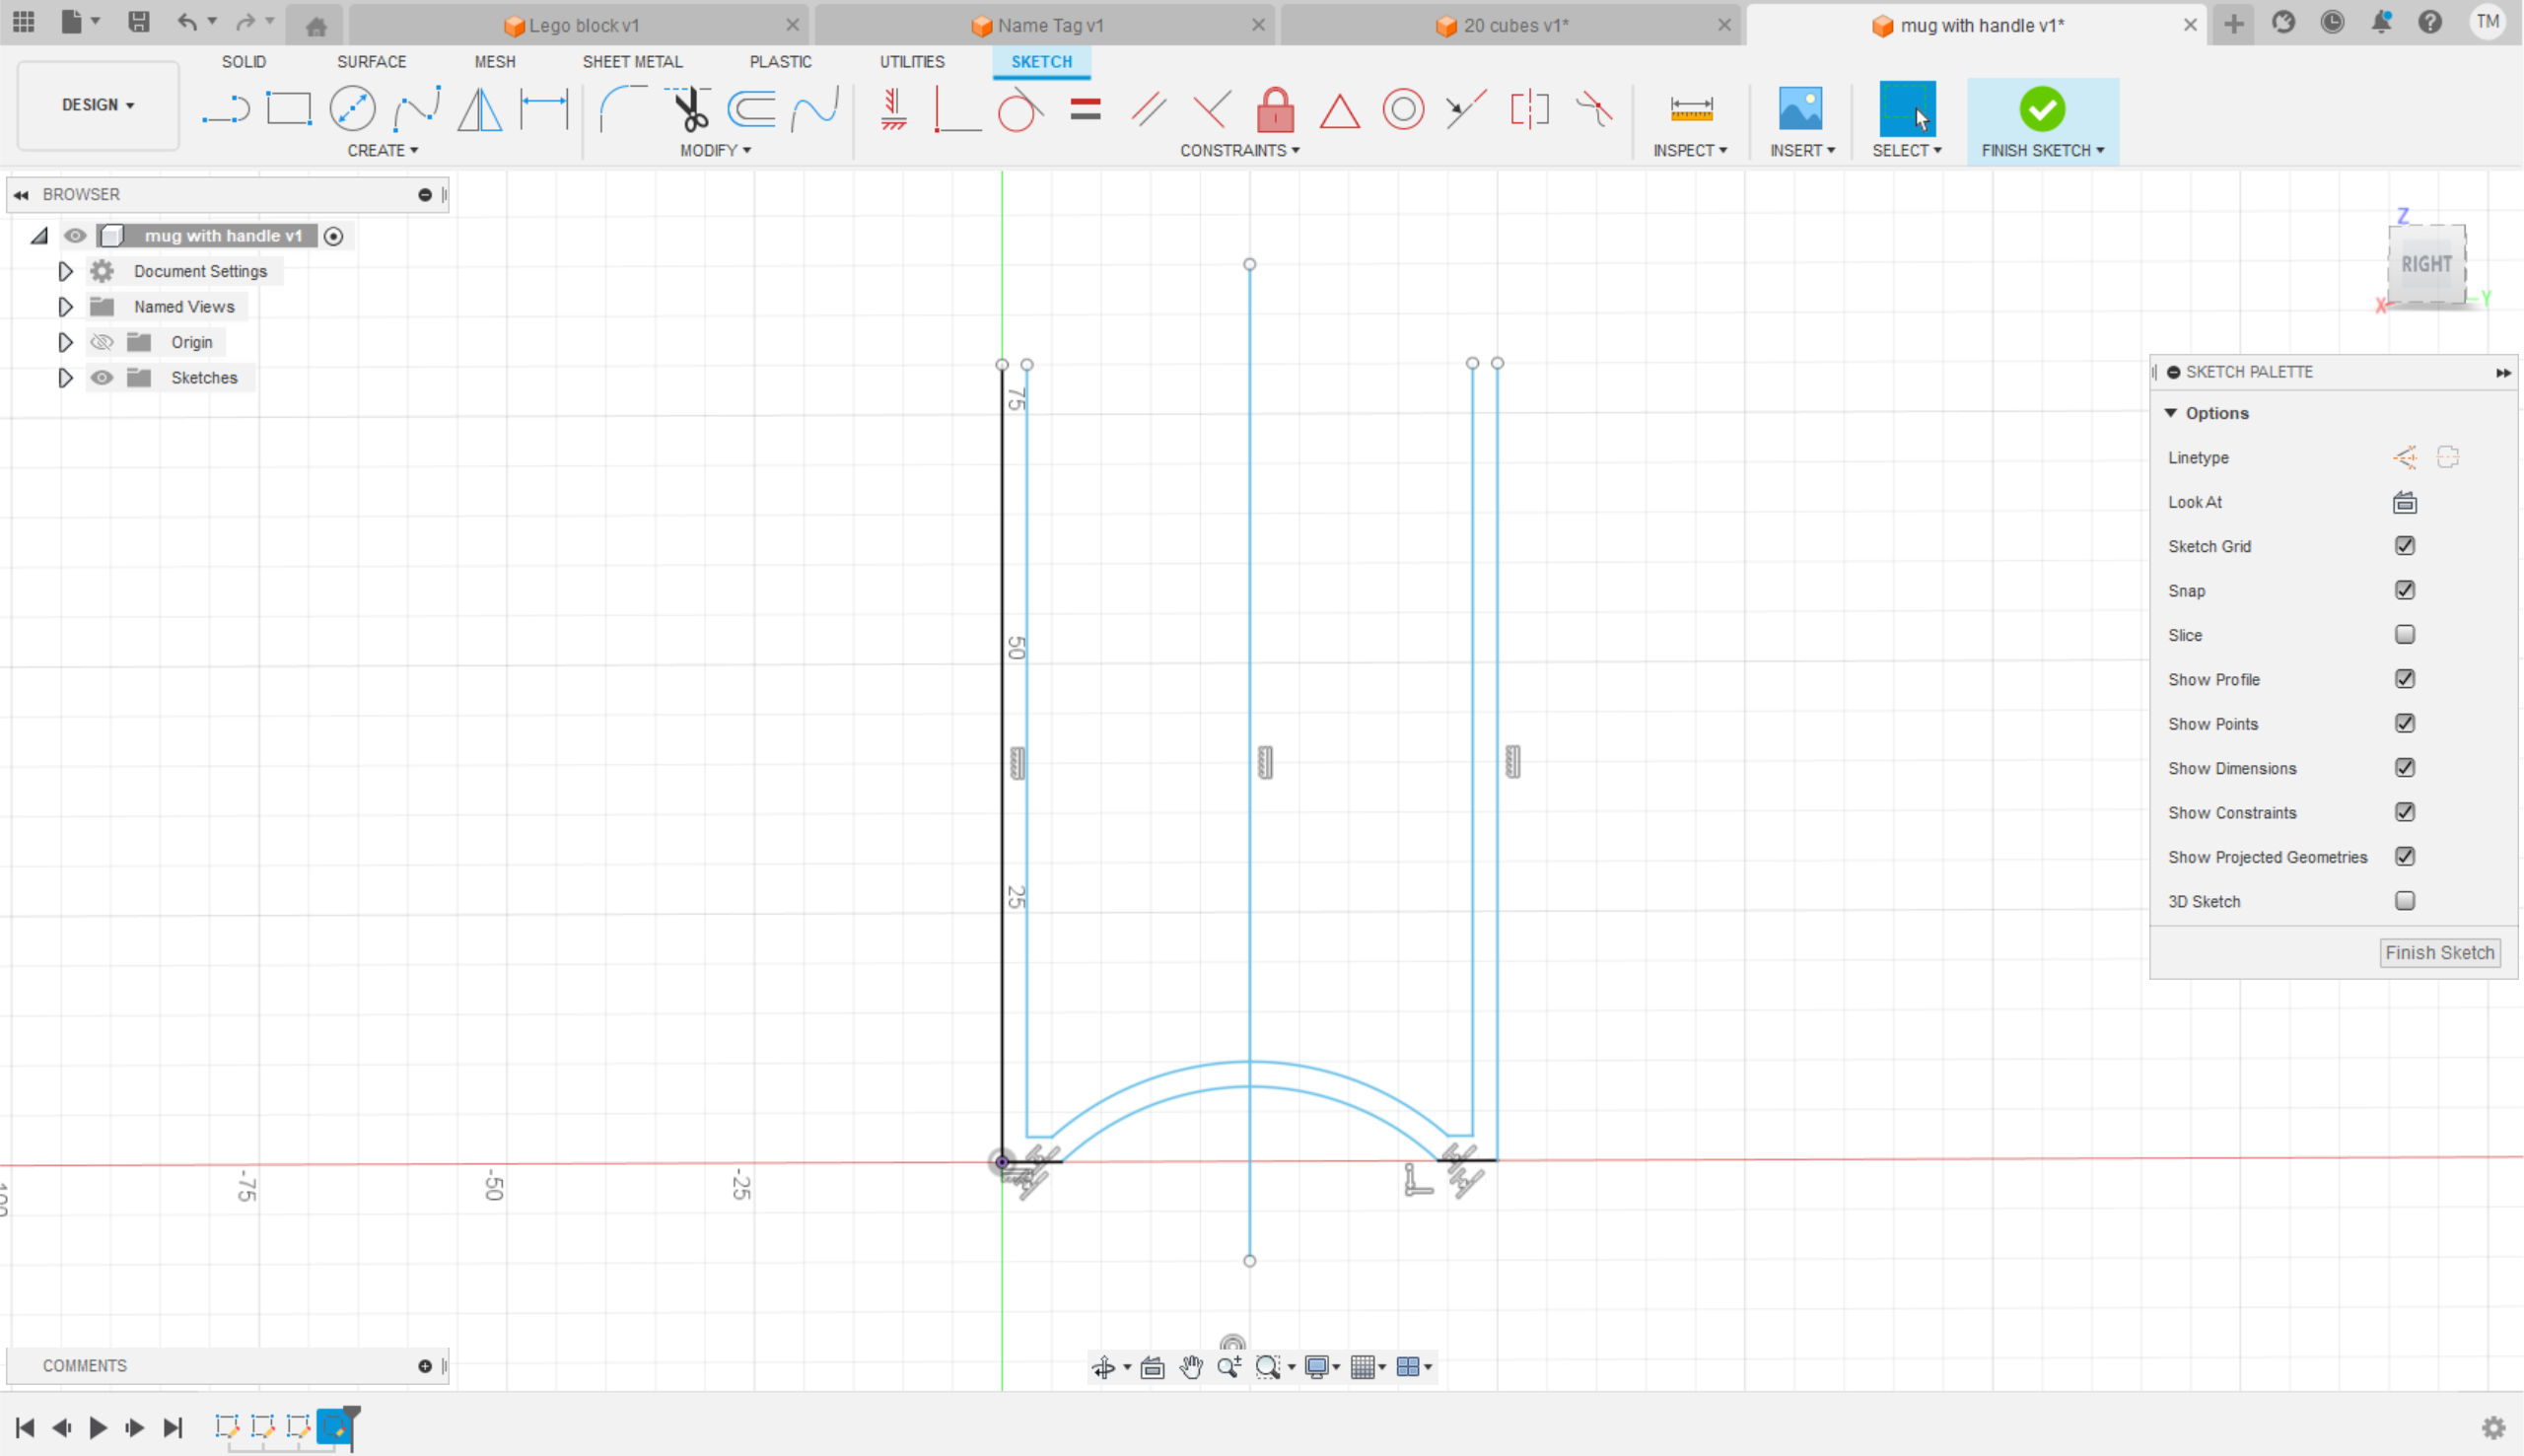 Lego block v1
Name Tag v1
20 cubes v1*
mug with handle v1*
TM
SOLID
SURFACE
MESH
SHEET METAL
PLASTIC
UTILITIES
SKETCH
DESIGN
CREATE
MODIFY
CONSTRAINTS
INSPECT
INSERT
SELECT
FINISH SKETCH
BROWSER
mug with handle v1
Document Settings
Named Views
Origin
Sketches
Z
RIGHT
X
Y
SKETCH PALETTE
Options
Linetype
Look At
Sketch Grid
Snap
Slice
Show Profile
Show Points
Show Dimensions
Show Constraints
Show Projected Geometries
3D Sketch
Finish Sketch
75
50
25
-75
-50
-25
COMMENTS